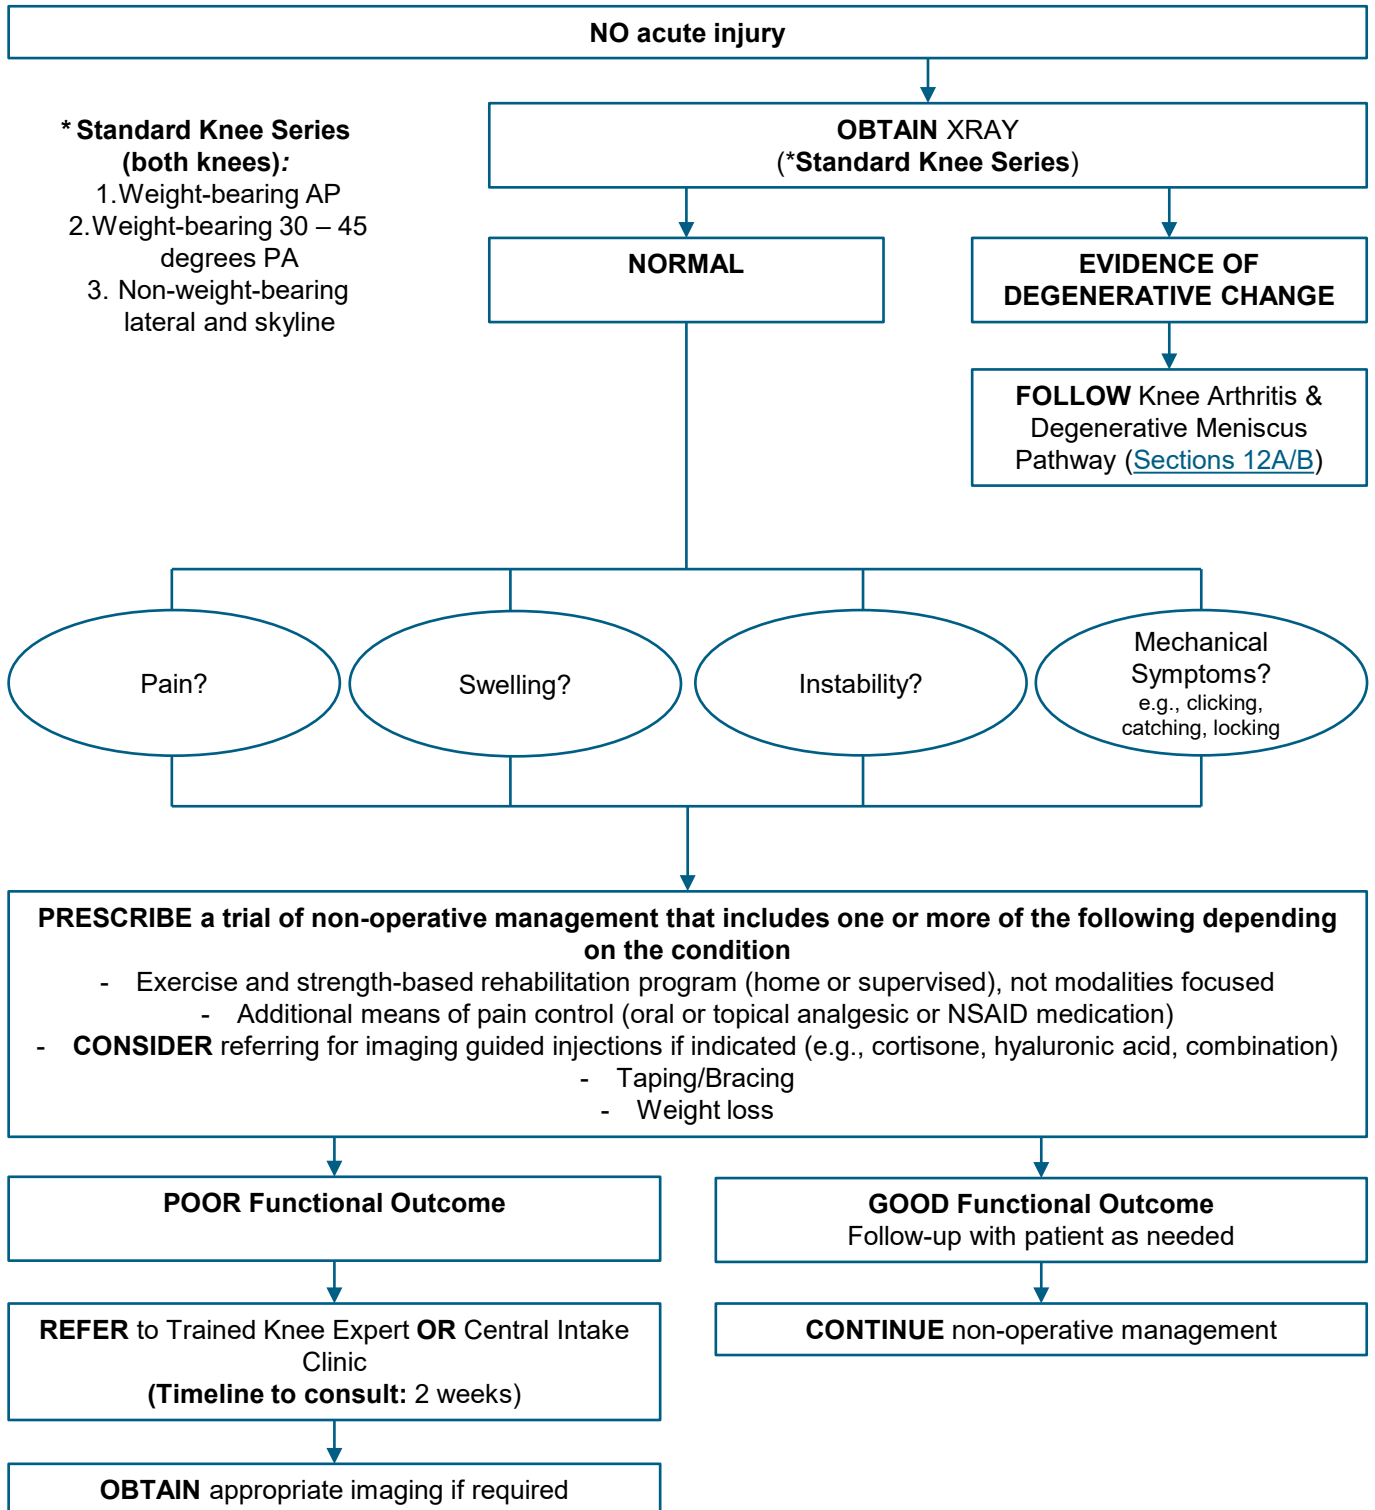 NO acute injury
* Standard Knee Series
(both knees):
1.Weight-bearing AP
2.Weight-bearing 30 – 45
degrees PA
3. Non-weight-bearing
lateral and skyline
OBTAIN XRAY
(*Standard Knee Series)
NORMAL
EVIDENCE OF
DEGENERATIVE CHANGE
FOLLOW Knee Arthritis &
Degenerative Meniscus
Pathway (Sections 12A/B)
Pain?
Swelling?
Instability?
Mechanical
Symptoms?
e.g., clicking,
catching, locking
PRESCRIBE a trial of non-operative management that includes one or more of the following depending
on the condition
- Exercise and strength-based rehabilitation program (home or supervised), not modalities focused
- Additional means of pain control (oral or topical analgesic or NSAID medication)
- CONSIDER referring for imaging guided injections if indicated (e.g., cortisone, hyaluronic acid, combination)
- Taping/Bracing
- Weight loss
POOR Functional Outcome
GOOD Functional Outcome
Follow-up with patient as needed
REFER to Trained Knee Expert OR Central Intake
Clinic
(Timeline to consult: 2 weeks)
CONTINUE non-operative management
OBTAIN appropriate imaging if required